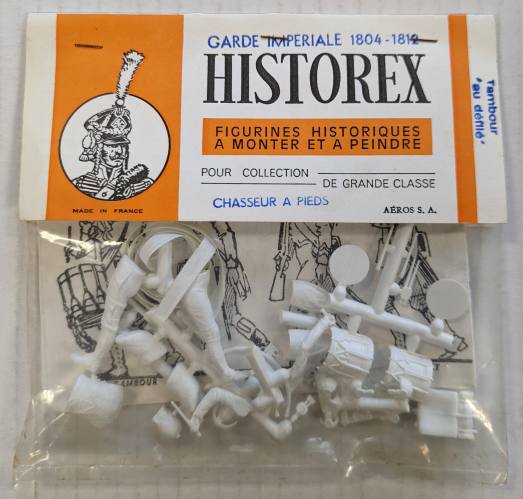 GARDE IMPERIALE 1804-1812
HISTOREX
FIGURINES HISTORIQUES
A MONTER ET A PEINDRE
POUR COLLECTION
DE GRANDE CLASSE
CHASSEUR A PIEDS
AÉROS S. A.
MADE IN FRANCE
Tambour
"au défilé"
TAMBOUR